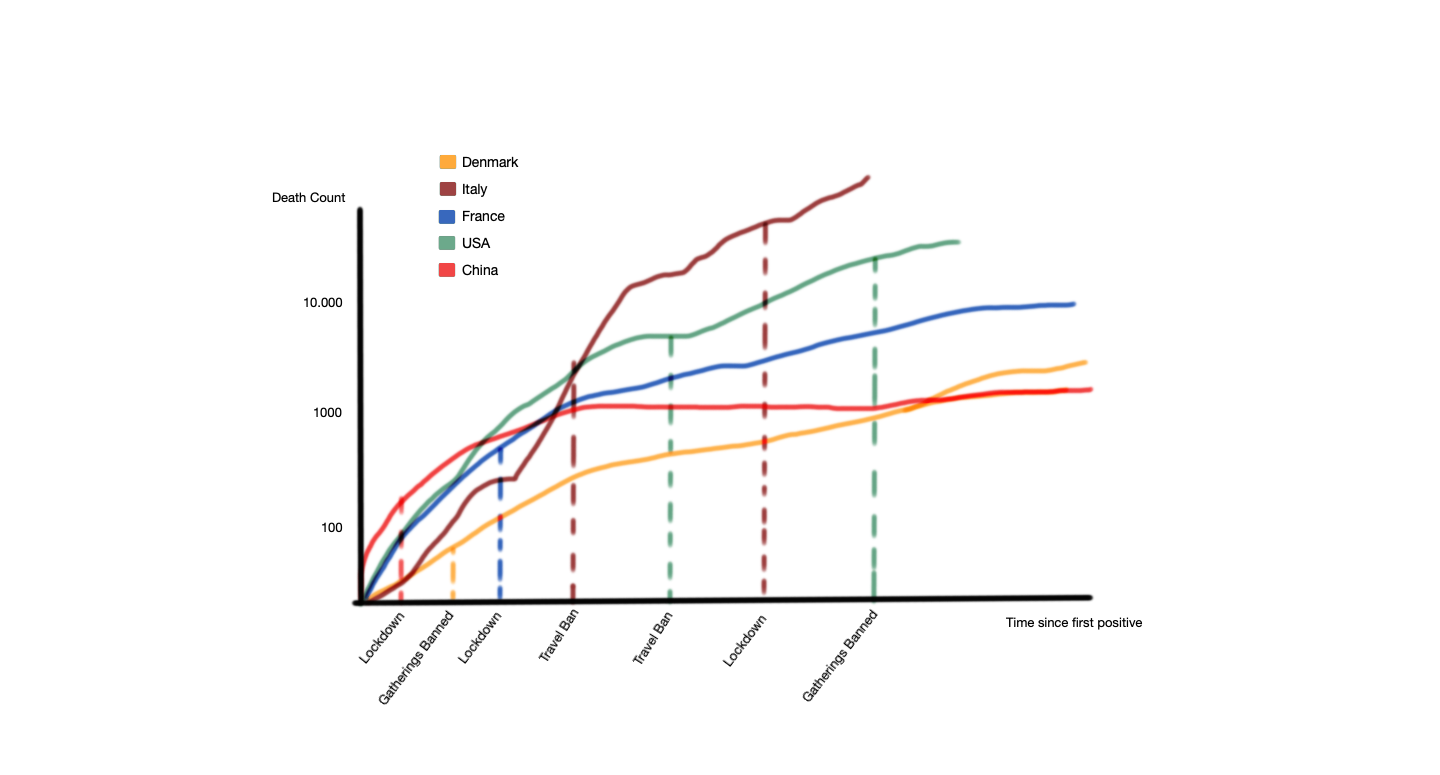 Denmark
Italy
France
USA
China
Death Count
10.000
1000
100
Lockdown
Gatherings Banned
Lockdown
Travel Ban
Travel Ban
Lockdown
Gatherings Banned
Time since first positive